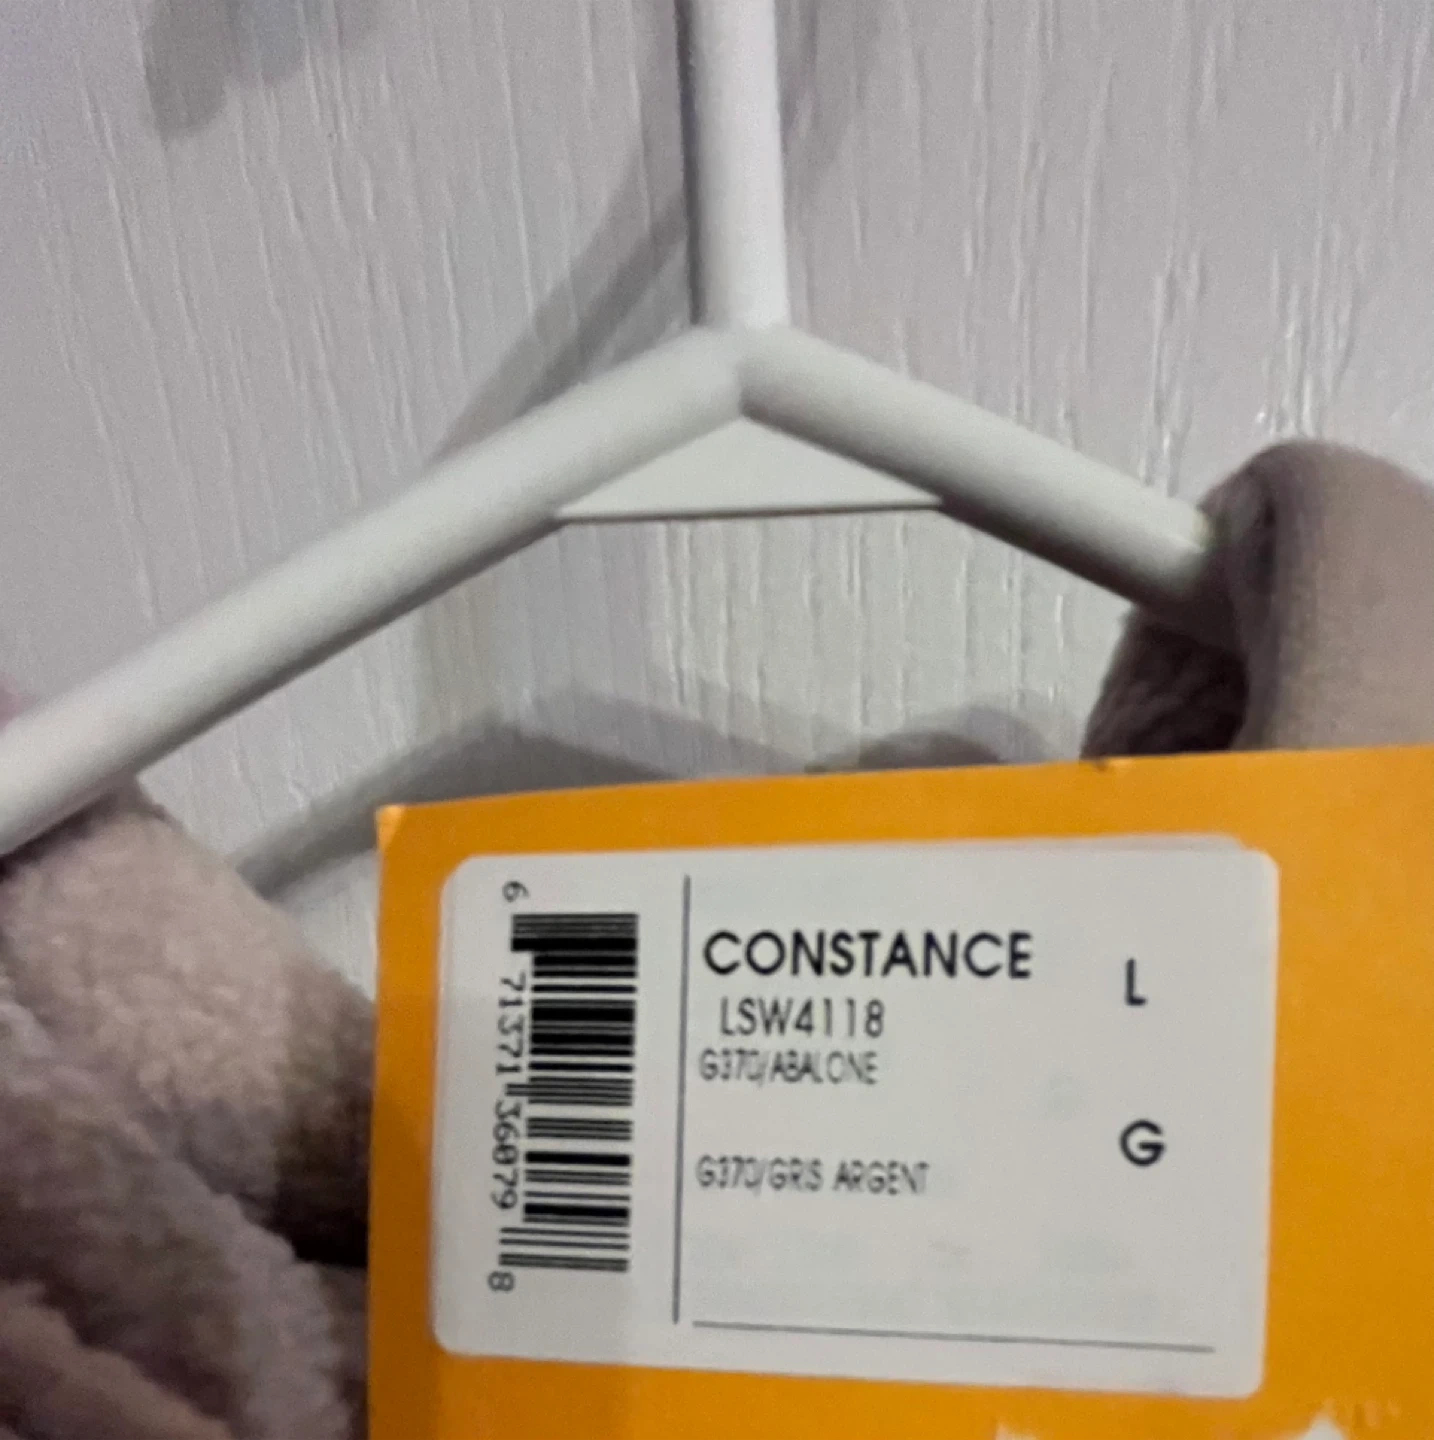 CONSTANCE
L
LSW4118
G370/ABALONE
G
G370/GRIS ARGENT
6 71371 36079 8